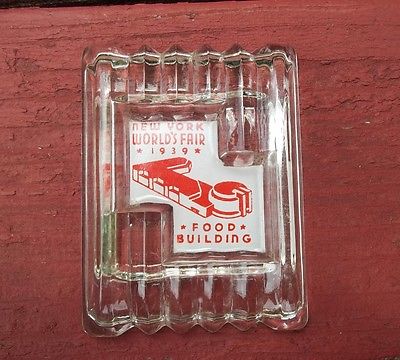 NEW YORK
WORLD'S FAIR
* 1939 *
* FOOD *
BUILDING